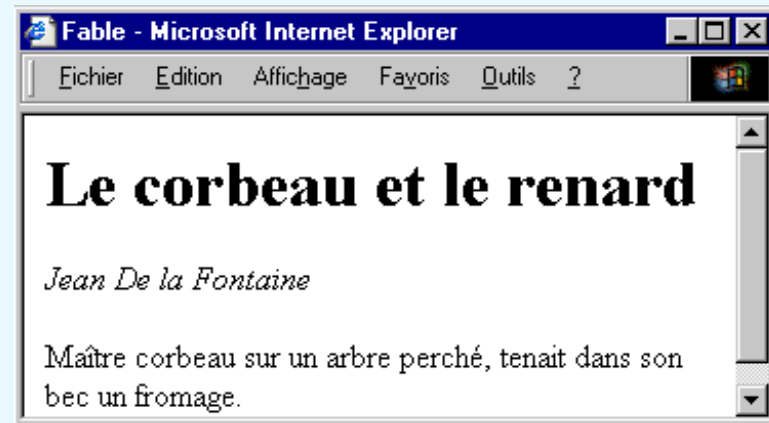 Fable - Microsoft Internet Explorer
Fichier Edition Affichage Favoris Outils ?
Le corbeau et le renard
Jean De la Fontaine
Maître corbeau sur un arbre perché, tenait dans son
bec un fromage.